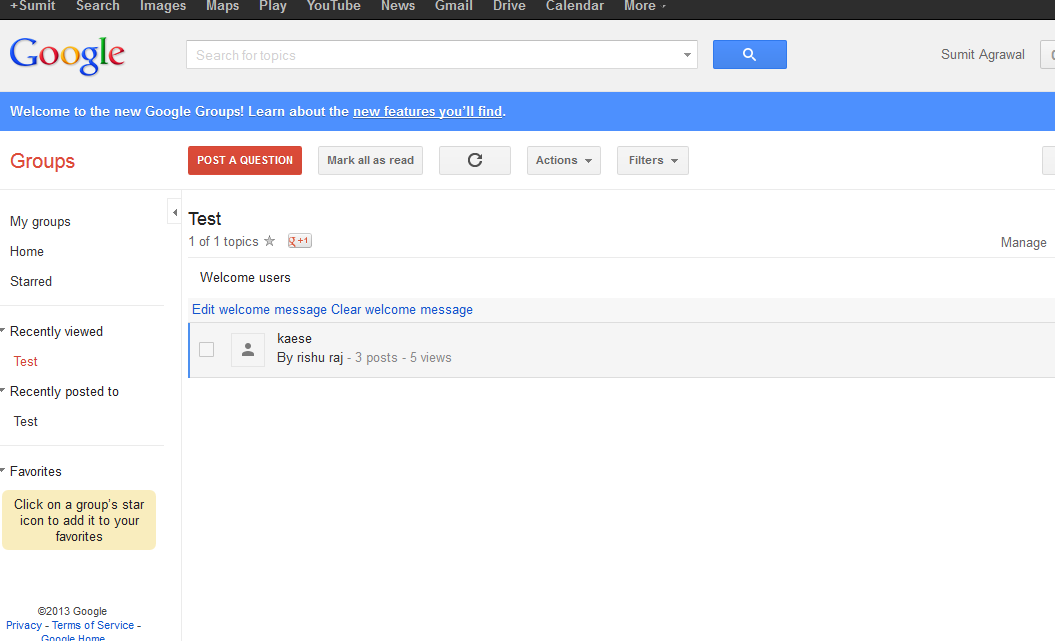 +Sumit Search Images Maps Play YouTube News Gmail Drive Calendar More
Google
Search for topics
Sumit Agrawal
Welcome to the new Google Groups! Learn about the new features you'll find.
Groups
POST A QUESTION
Mark all as read
Actions
Filters
My groups
Home
Starred
Recently viewed
Test
Recently posted to
Test
Favorites
Click on a group's star
icon to add it to your
favorites
©2013 Google
Privacy - Terms of Service -
Google Home
Test
1 of 1 topics
+1
Manage
Welcome users
Edit welcome message Clear welcome message
kaese
By rishu raj - 3 posts - 5 views